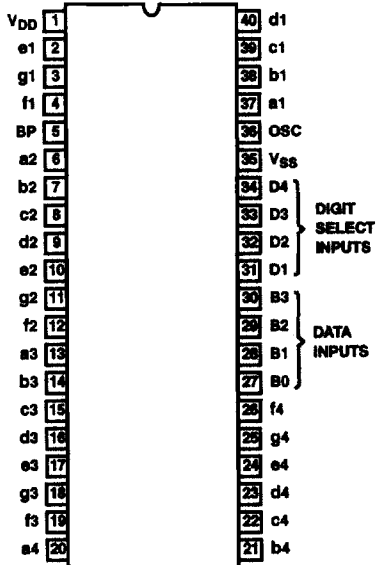 VDD 1 40 d1
e1 2 39 c1
g1 3 38 b1
f1 4 37 a1
BP 5 36 OSC
a2 6 35 VSS
b2 7 34 D4
c2 8 33 D3
d2 9 32 D2
e2 10 31 D1
DIGIT
SELECT
INPUTS
g2 11 30 B3
f2 12 29 B2
a3 13 28 B1
b3 14 27 B0
DATA
INPUTS
c3 15 26 f4
d3 16 25 g4
e3 17 24 e4
g3 18 23 d4
f3 19 22 c4
a4 20 21 b4